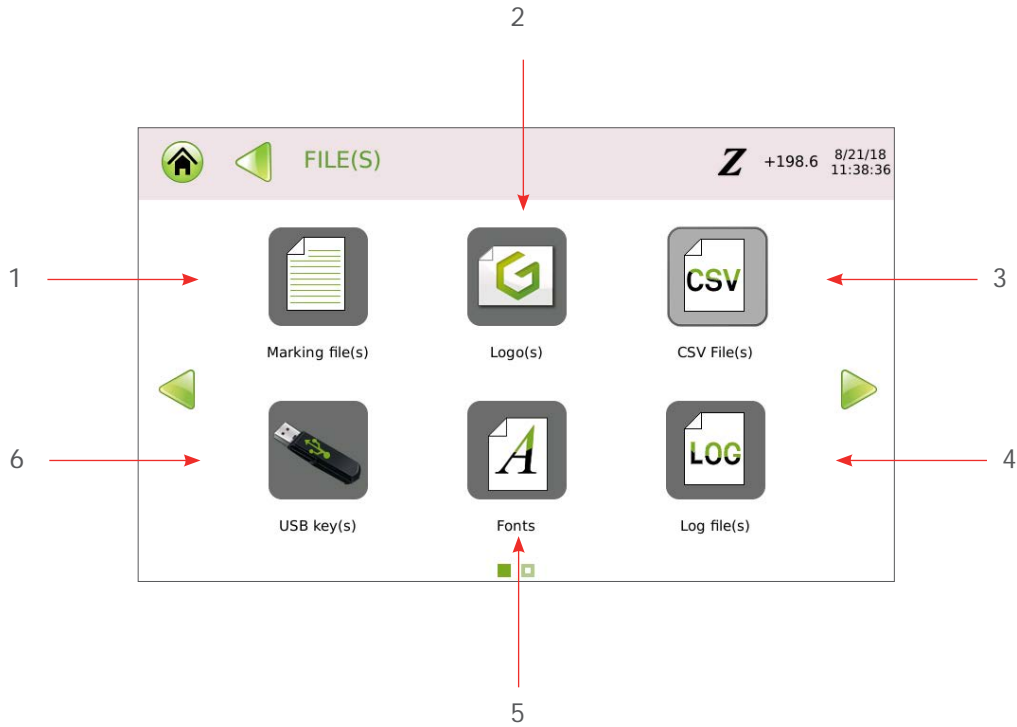 2
FILE(S)
Z +198.6 8/21/18
11:38:36
1
CSV
3
Marking file(s) Logo(s) CSV File(s)
6
A LOG
4
USB key(s) Fonts Log file(s)
5